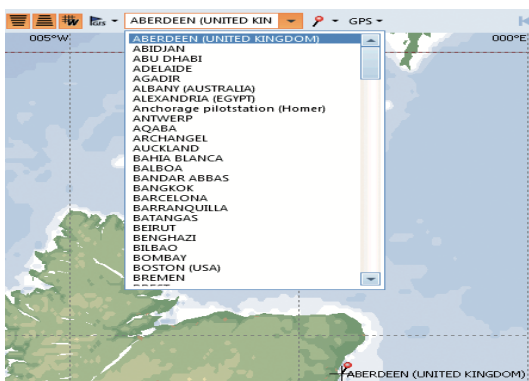 GFS ABERDEEN (UNITED KIN GPS
005°W 000°E
ABERDEEN (UNITED KINGDOM)
ABIDJAN
ABU DHABI
ADELAIDE
AGADIR
ALBANY (AUSTRALIA)
ALEXANDRIA (EGYPT)
Anchorage pilotstation (Homer)
ANTWERP
AQABA
ARCHANGEL
AUCKLAND
BAHIA BLANCA
BALBOA
BANDAR ABBAS
BANGKOK
BARCELONA
BARRANQUILLA
BATANGAS
BEIRUT
BENGHAZI
BILBAO
BOMBAY
BOSTON (USA)
BREMEN
ABERDEEN (UNITED KINGDOM)